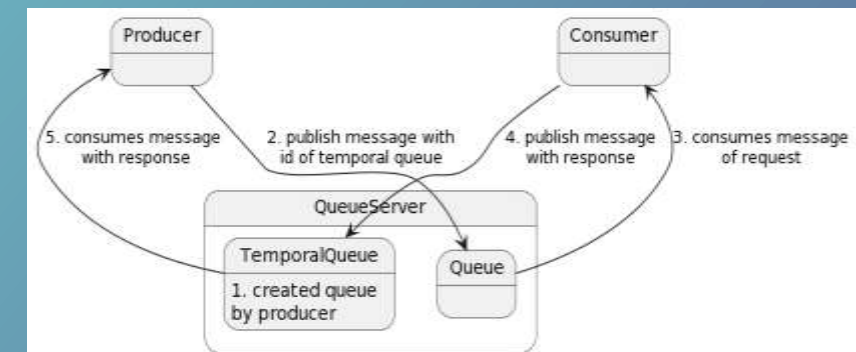 Producer
Consumer
5. consumes message
with response
2. publish message with
id of temporal queue
4. publish message
with response
3. consumes message
of request
QueueServer
TemporalQueue
1. created queue
by producer
Queue